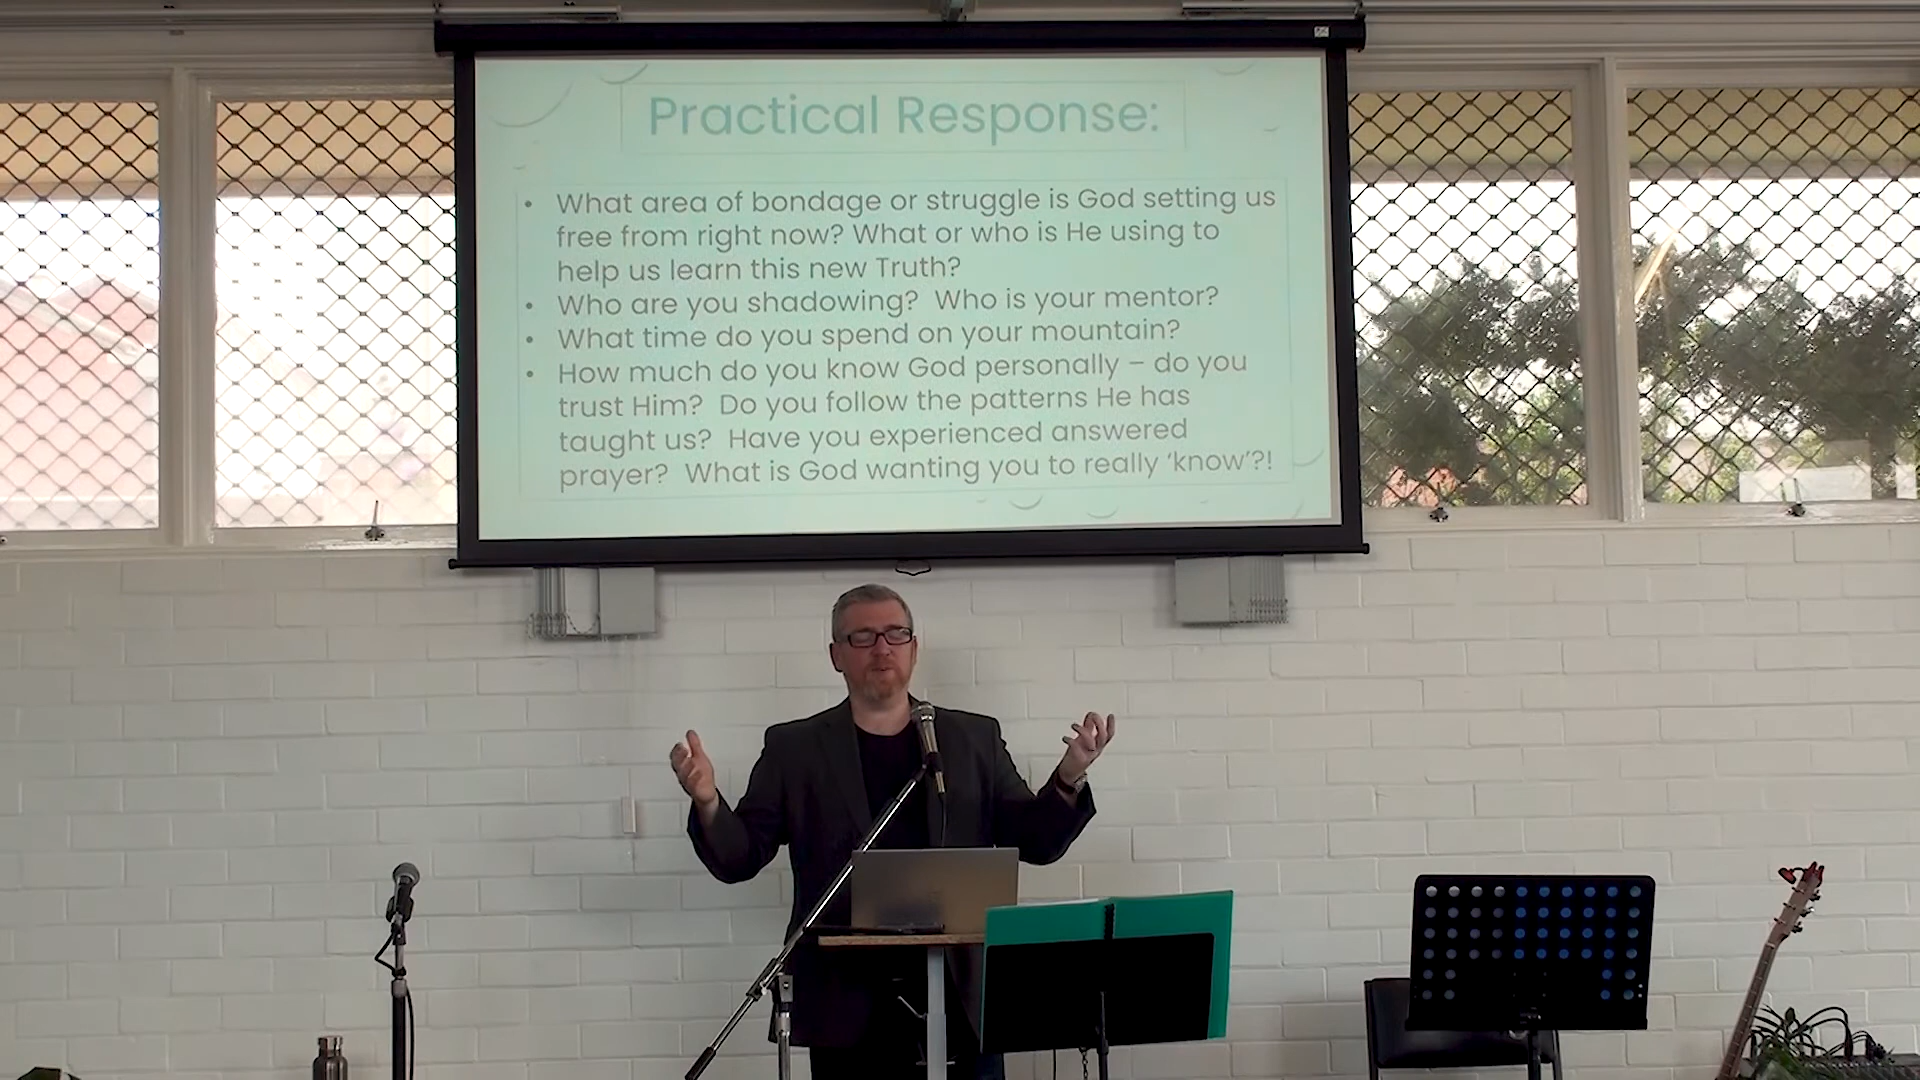 Practical Response:
• What area of bondage or struggle is God setting us
free from right now? What or who is He using to
help us learn this new Truth?
• Who are you shadowing?  Who is your mentor?
• What time do you spend on your mountain?
• How much do you know God personally – do you
trust Him?  Do you follow the patterns He has
taught us?  Have you experienced answered
prayer?  What is God wanting you to really ‘know’?!